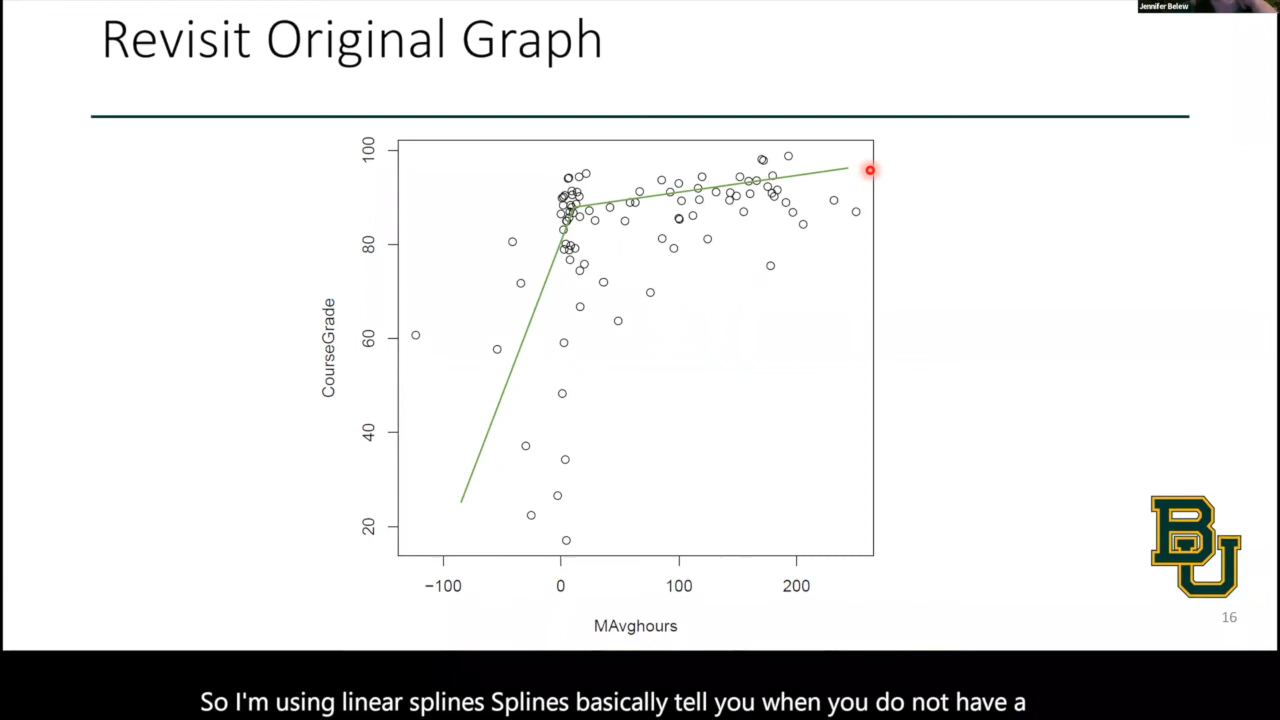 Jennifer Belew
Revisit Original Graph
100
80
60
40
20
CourseGrade
−100 0 100 200
MAvghours
BU
16
So I'm using linear splines Splines basically tell you when you do not have a